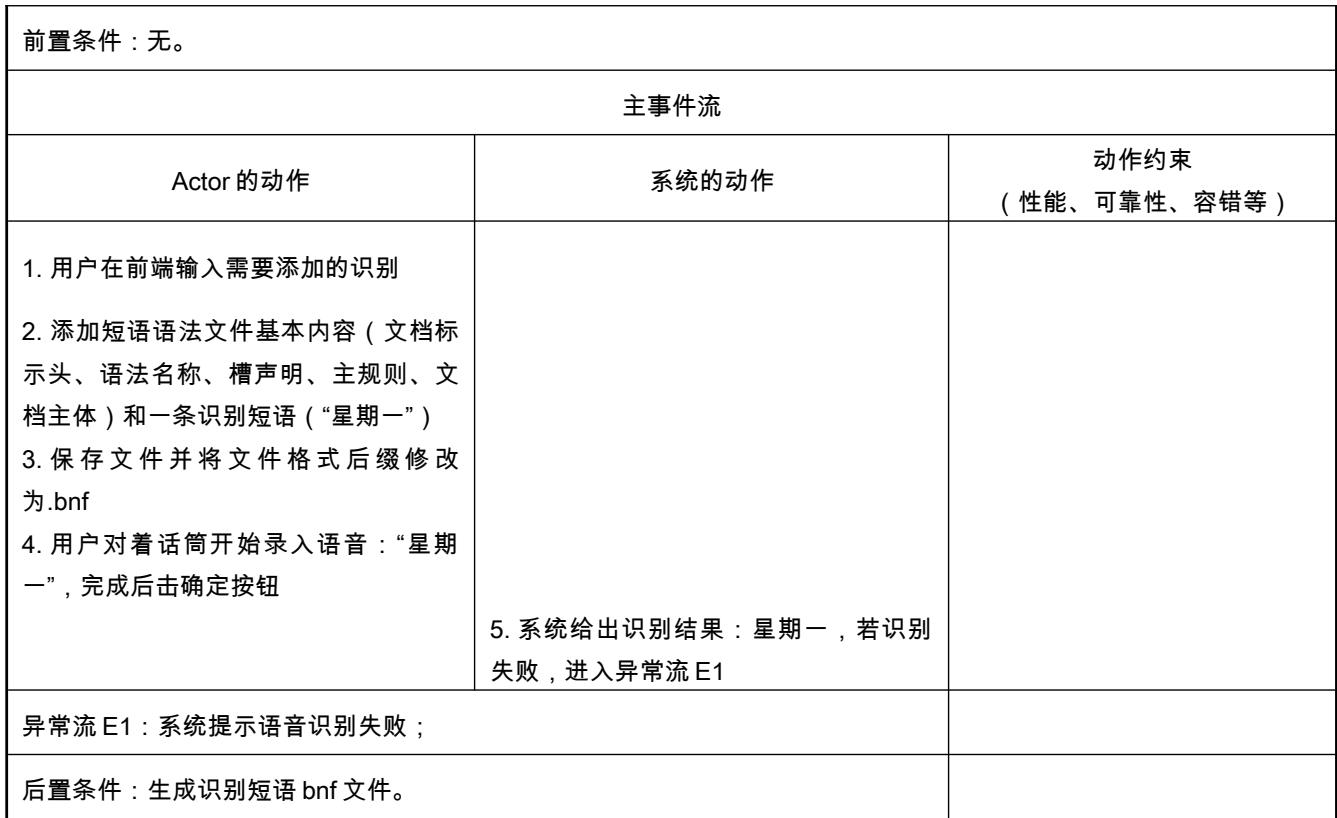 前置条件：无。
主事件流
Actor 的动作
系统的动作
动作约束
（性能、可靠性、容错等）
1. 用户在前端输入需要添加的识别
2. 添加短语语法文件基本内容（文档标
示头、语法名称、槽声明、主规则、文
档主体）和一条识别短语（“星期一”）
3. 保存文件并将文件格式后缀修改
为.bnf
4. 用户对着话筒开始录入语音：“星期
一”，完成后击确定按钮
5. 系统给出识别结果：星期一，若识别
失败，进入异常流 E1
异常流 E1：系统提示语音识别失败；
后置条件：生成识别短语 bnf 文件。